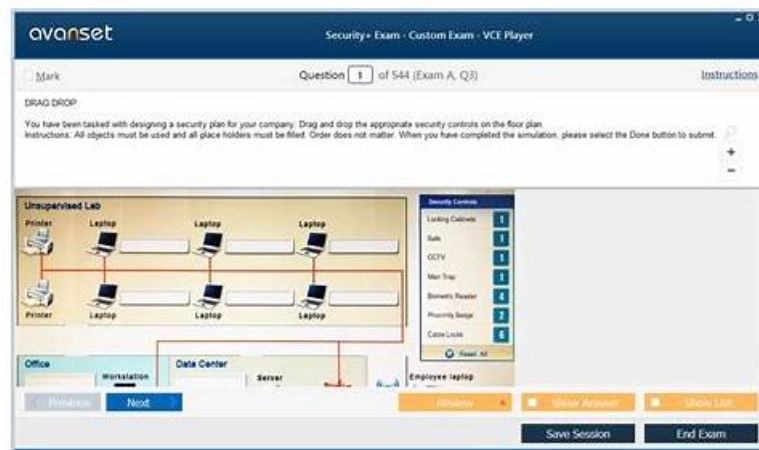 avanset
Security+ Exam - Custom Exam - VCE Player
Mark
Question 1 of 544 (Exam A, Q3)
Instructions
DRAG DROP
You have been tasked with designing a security plan for your company. Drag and drop the appropriate security controls on the floor plan.
Instructions: All objects must be used and all place holders must be filled. Order does not matter. When you have completed the simulation, please select the Done button to submit.
+
-
Unsupervised Lab
Printer Laptop Laptop Laptop
Printer Laptop Laptop Laptop
Security Controls
Locking Cabinets 1
Safe 1
CCTV 1
Man Trap 1
Biometric Reader 4
Proximity Badge 2
Cable Locks 6
Reset All
Office
Workstation
Data Center
Server
Employee laptop
Previous
Next
Review
Show Answer
Show List
Save Session
End Exam